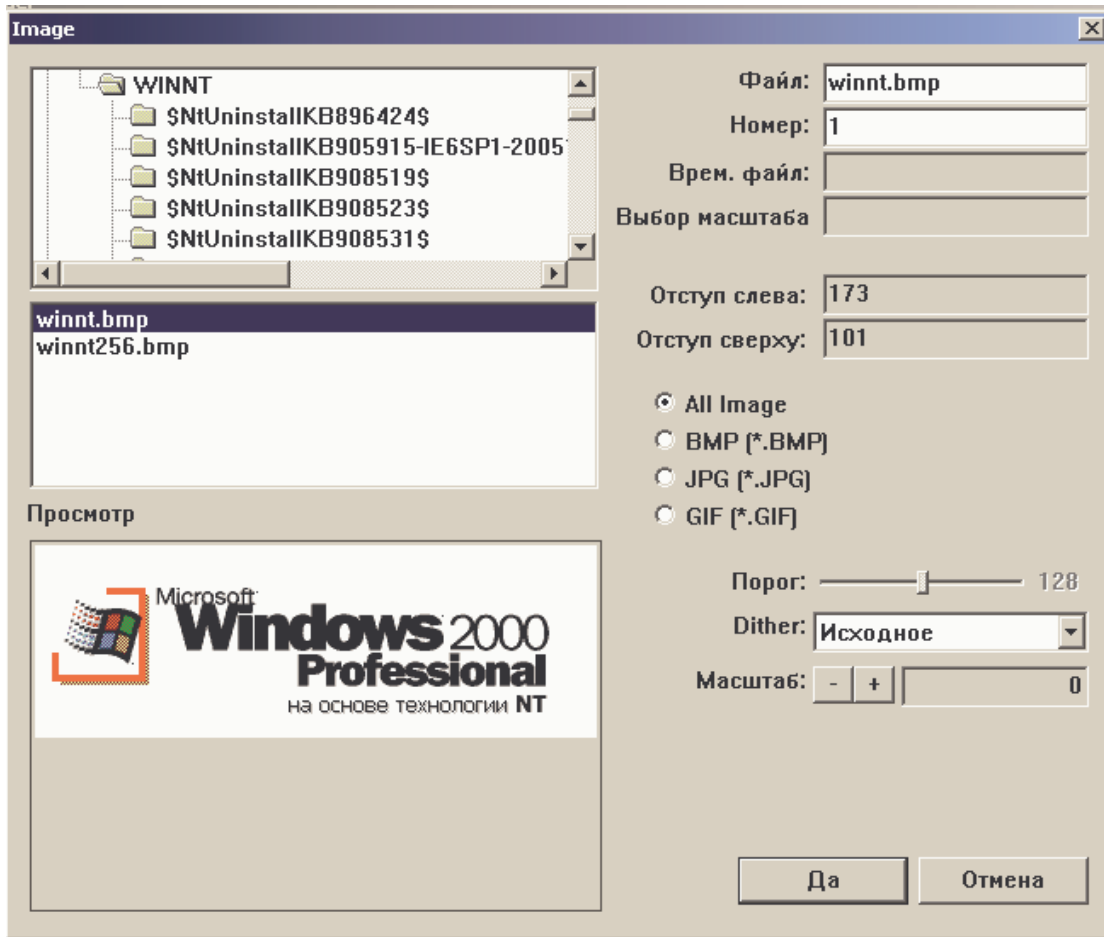 Image
WINNT
$NtUninstallKB896424$
$NtUninstallKB905915-IE6SP1-2005
$NtUninstallKB908519$
$NtUninstallKB908523$
$NtUninstallKB908531$
winnt.bmp
winnt256.bmp
Просмотр
Microsoft
Windows 2000
Professional
на основе технологии NT
Файл: winnt.bmp
Номер: 1
Врем. файл:
Выбор масштаба
Отступ слева: 173
Отступ сверху: 101
All Image
BMP (*.BMP)
JPG (*.JPG)
GIF (*.GIF)
Порог: 128
Dither: Исходное
Масштаб: - + 0
Да Отмена